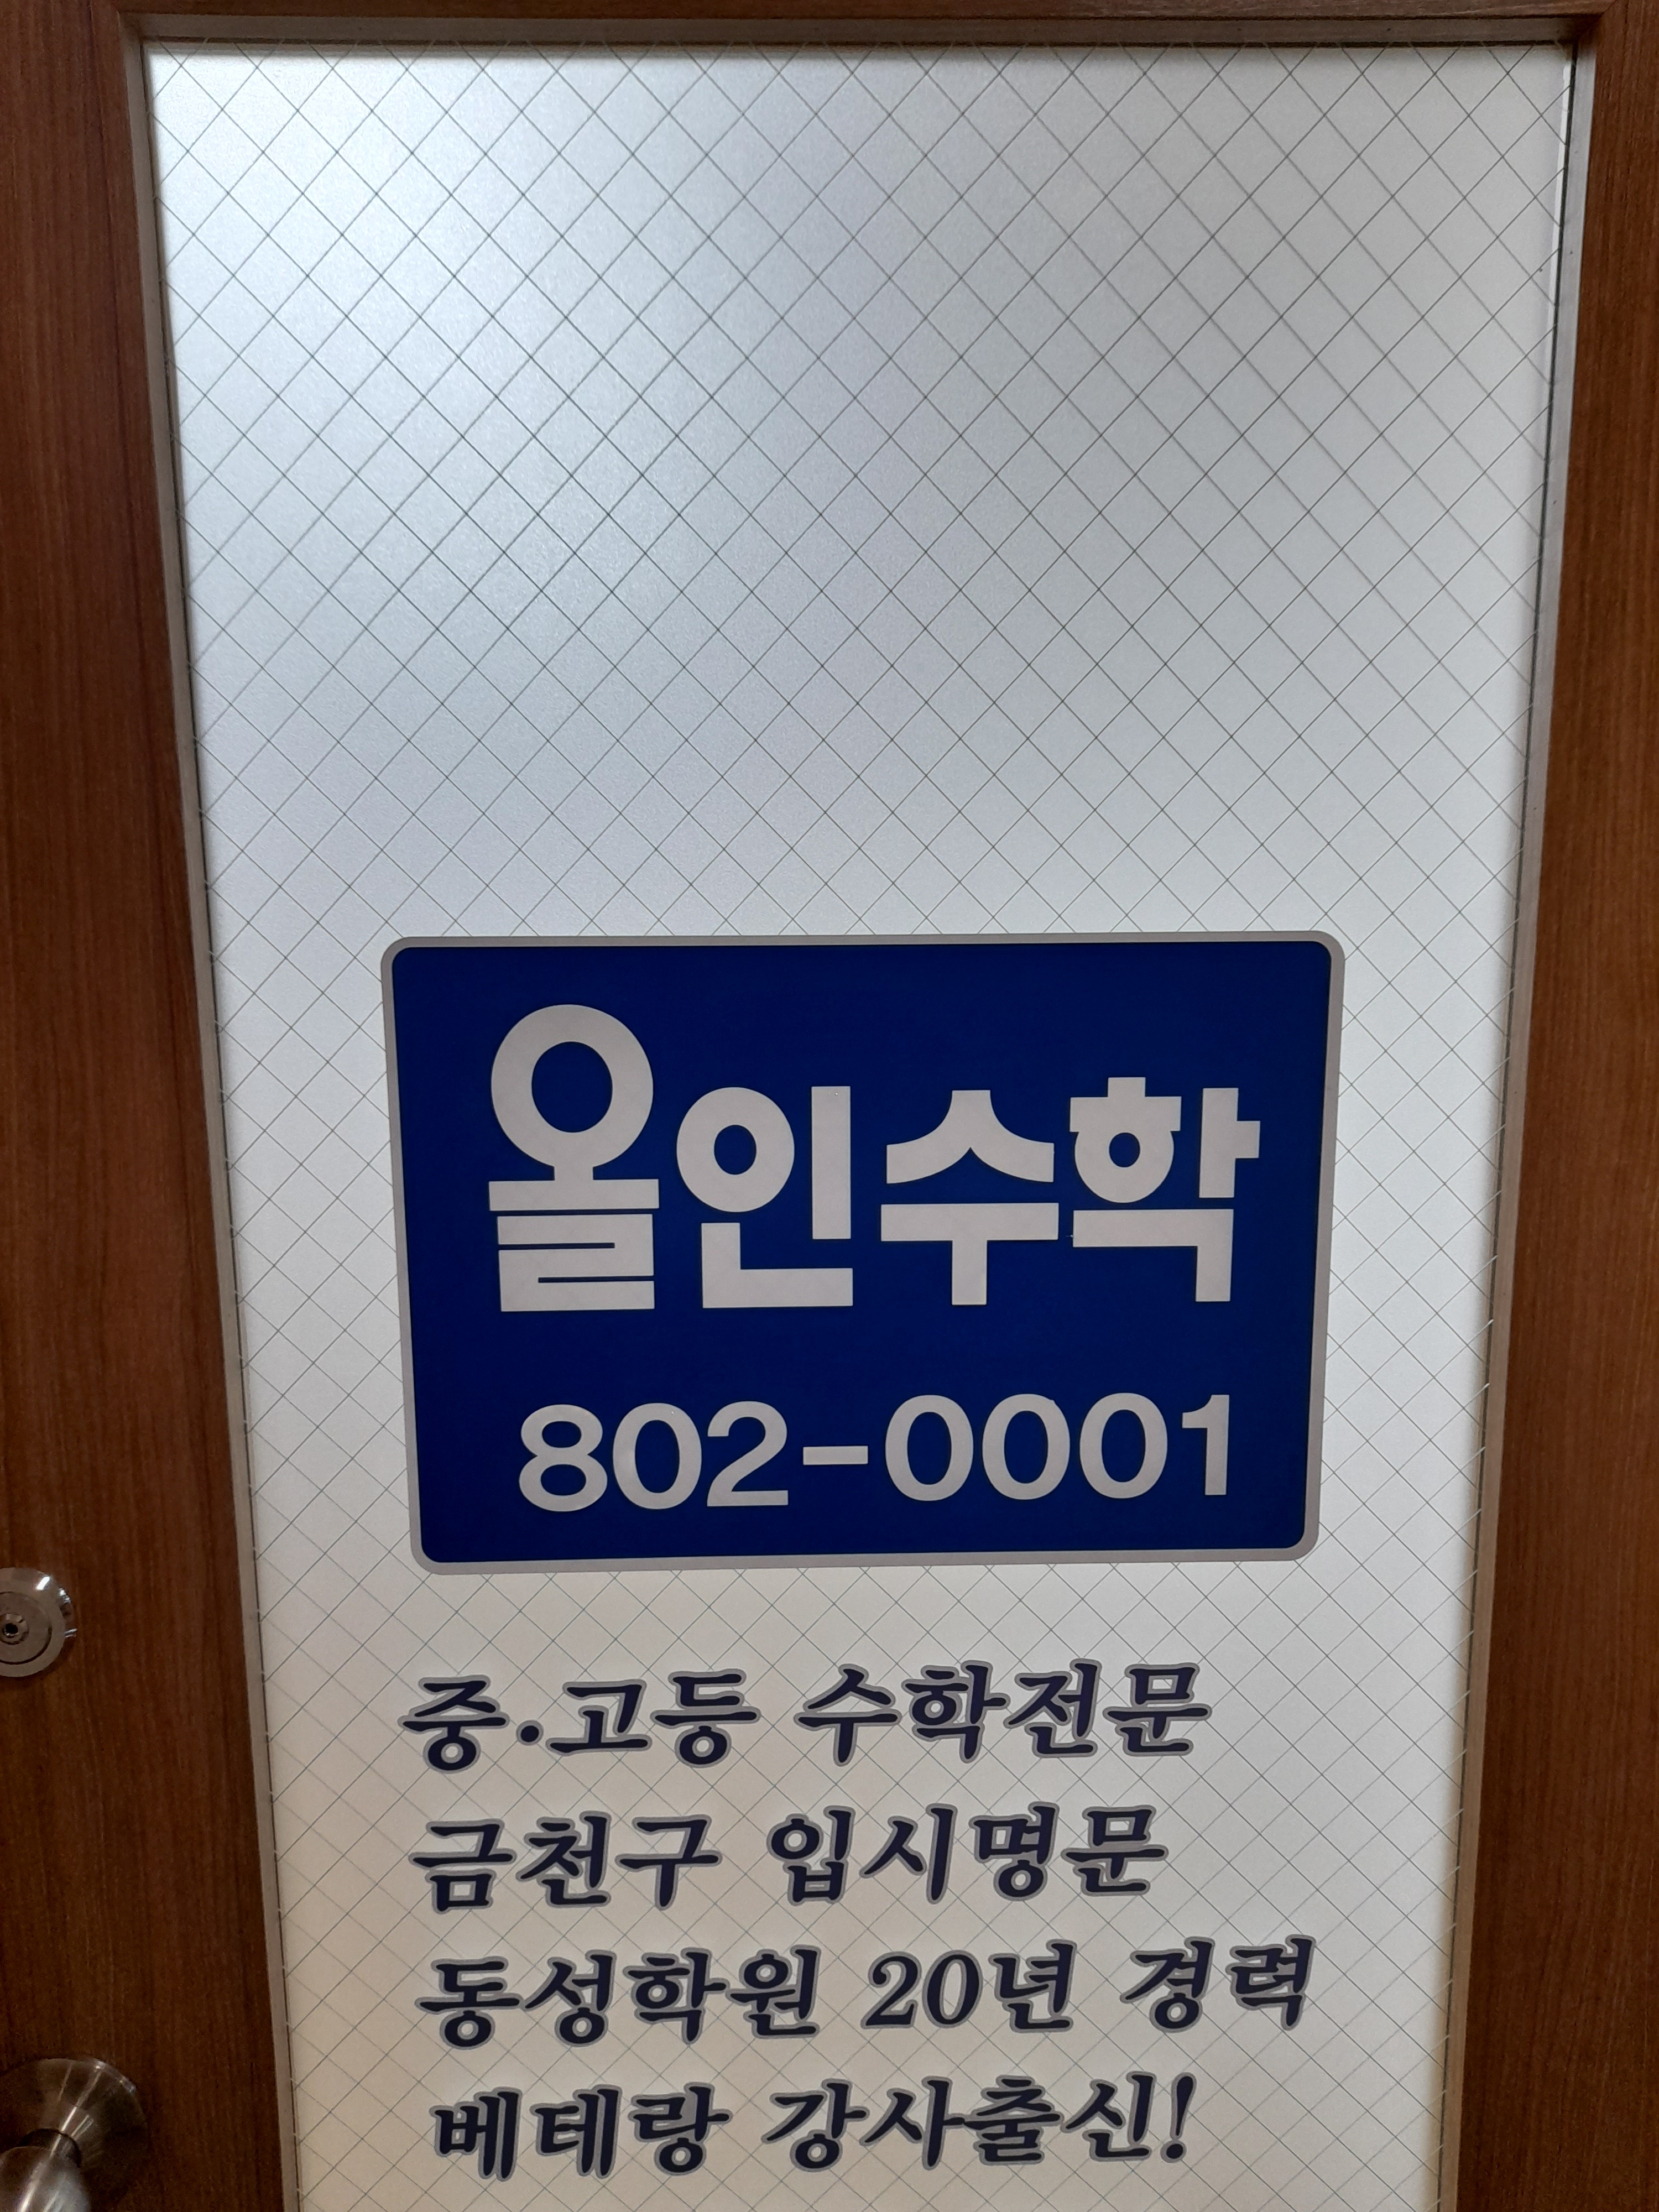 올인수학
802-0001
중·고등 수학전문
금천구 입시명문
동성학원 20년 경력
베테랑 강사출신!